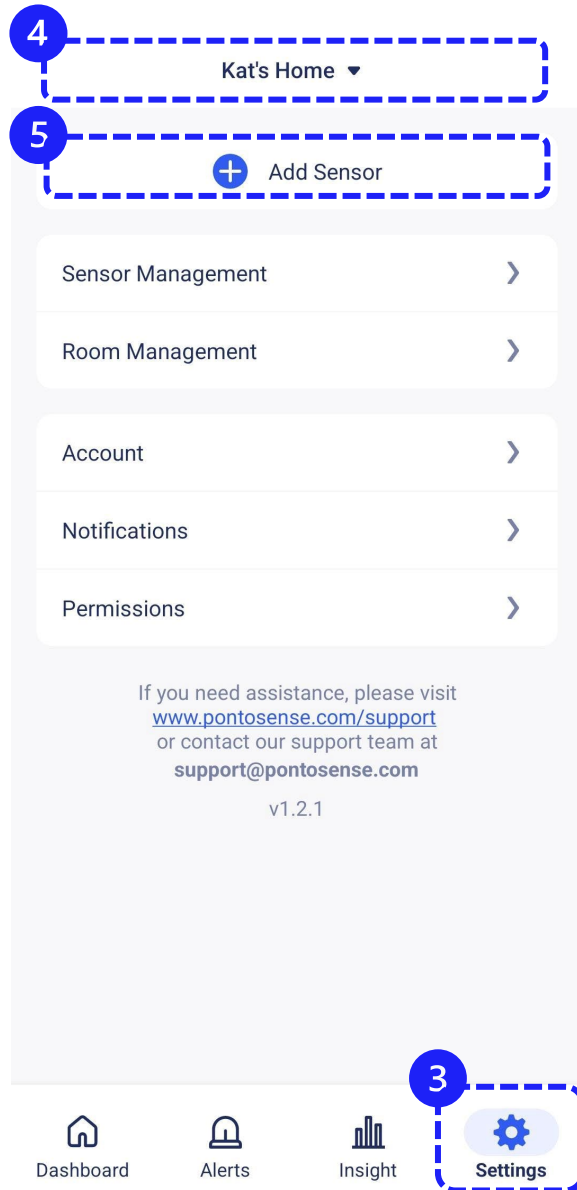 4
Kat's Home
5
Add Sensor
Sensor Management
Room Management
Account
Notifications
Permissions
If you need assistance, please visit
www.pontosense.com/support
or contact our support team at
support@pontosense.com
v1.2.1
3
Dashboard Alerts Insight Settings